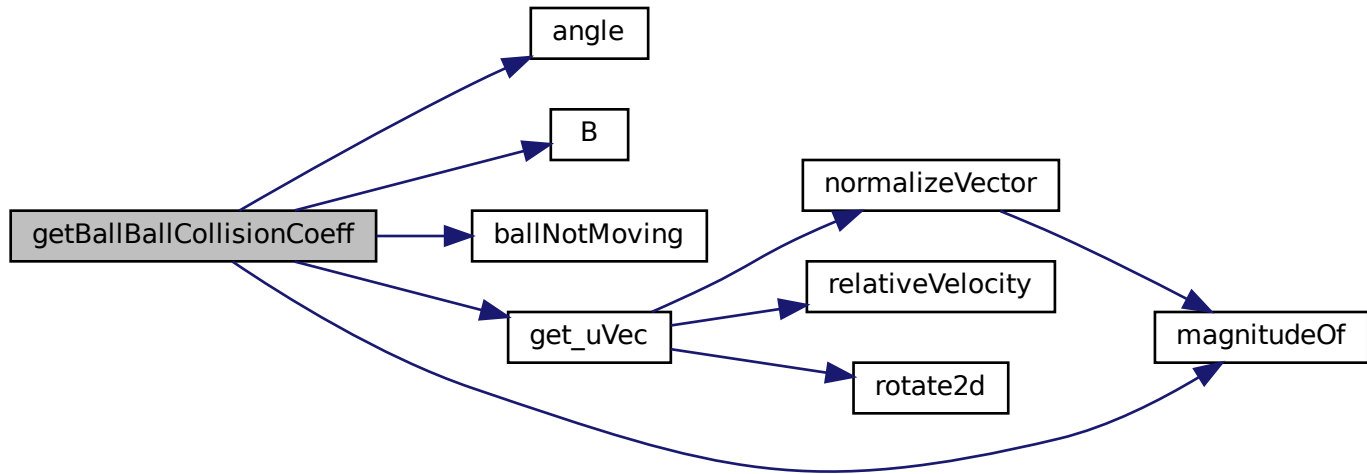 angle
B
normalizeVector
getBallBallCollisionCoeff
ballNotMoving
relativeVelocity
get_uVec
magnitudeOf
rotate2d